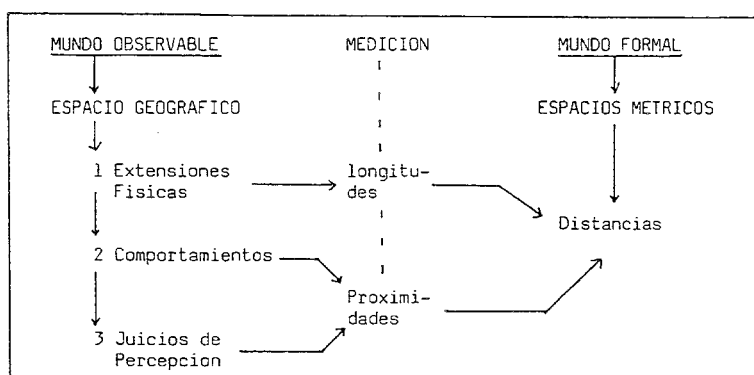 MUNDO OBSERVABLE MEDICION MUNDO FORMAL
ESPACIO GEOGRAFICO ESPACIOS METRICOS
1 Extensiones longitu-
Fisicas des
Distancias
2 Comportamientos
Proximi-
dades
3 Juicios de
Percepcion